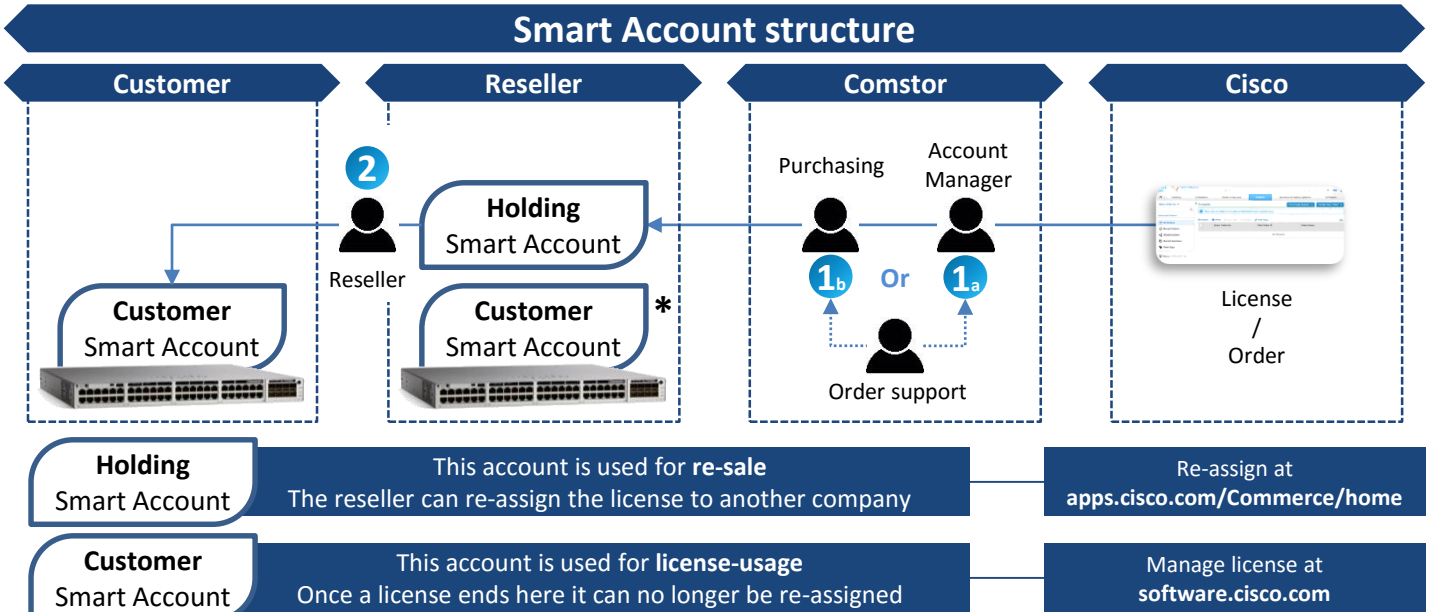 Smart Account structure
Customer
Reseller
Comstor
Cisco
2
Reseller
Holding
Smart Account
Customer
Smart Account
Customer
Smart Account
*
Purchasing
Account
Manager
1b
Or
1a
Order support
License
/
Order
Holding
Smart Account
This account is used for re-sale
The reseller can re-assign the license to another company
Re-assign at
apps.cisco.com/Commerce/home
Customer
Smart Account
This account is used for license-usage
Once a license ends here it can no longer be re-assigned
Manage license at
software.cisco.com